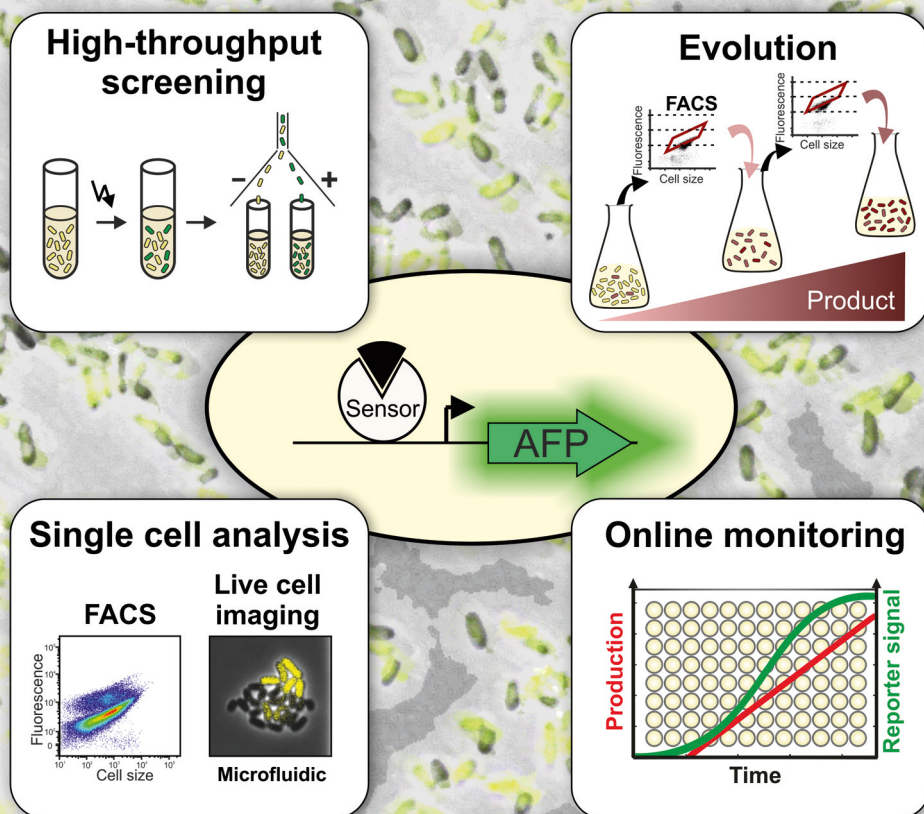 High-throughput
screening
-
+
Evolution
FACS
Fluorescence
Cell size
Fluorescence
Cell size
Product
Sensor
AFP
Single cell analysis
FACS
Fluorescence
Cell size
Live cell
imaging
Microfluidic
Online monitoring
Production
Reporter signal
Time